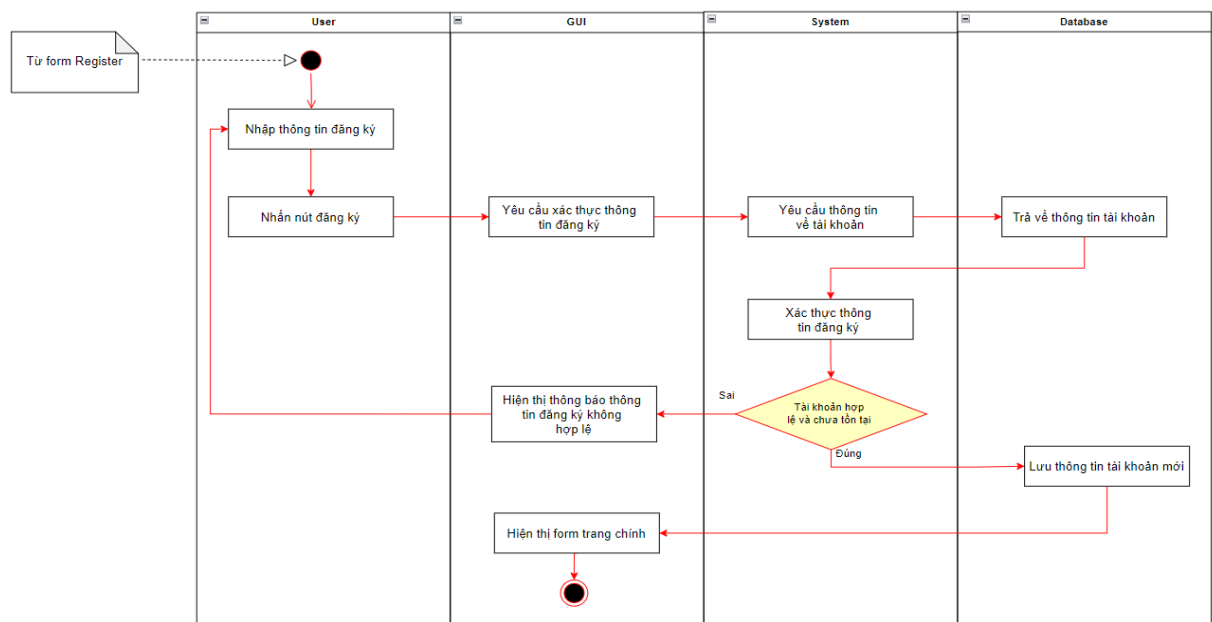 User
GUI
System
Database
Từ form Register
Nhập thông tin đăng ký
Nhấn nút đăng ký
Yêu cầu xác thực thông
tin đăng ký
Yêu cầu thông tin
về tài khoản
Trả về thông tin tài khoản
Xác thực thông
tin đăng ký
Hiện thị thông báo thông
tin đăng ký không
hợp lệ
Sai
Tài khoản hợp
lệ và chưa tồn tại
Đúng
Lưu thông tin tài khoản mới
Hiện thị form trang chính